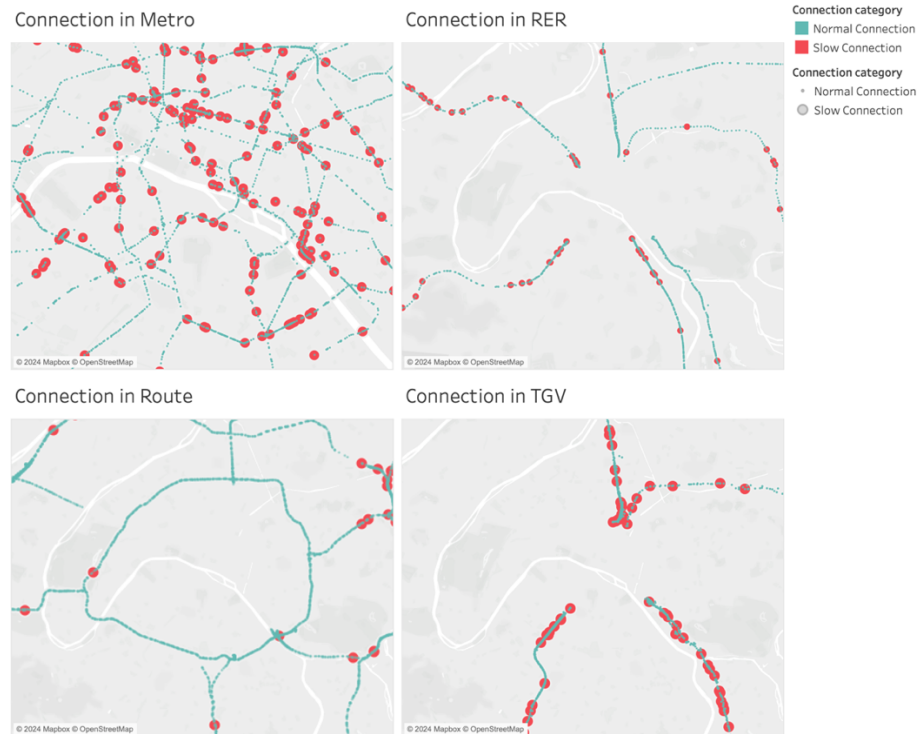 Connection in Metro
Connection in RER
Connection category
Normal Connection
Slow Connection
Connection category
Normal Connection
Slow Connection
© 2024 Mapbox © OpenStreetMap
© 2024 Mapbox © OpenStreetMap
Connection in Route
Connection in TGV
© 2024 Mapbox © OpenStreetMap
© 2024 Mapbox © OpenStreetMap